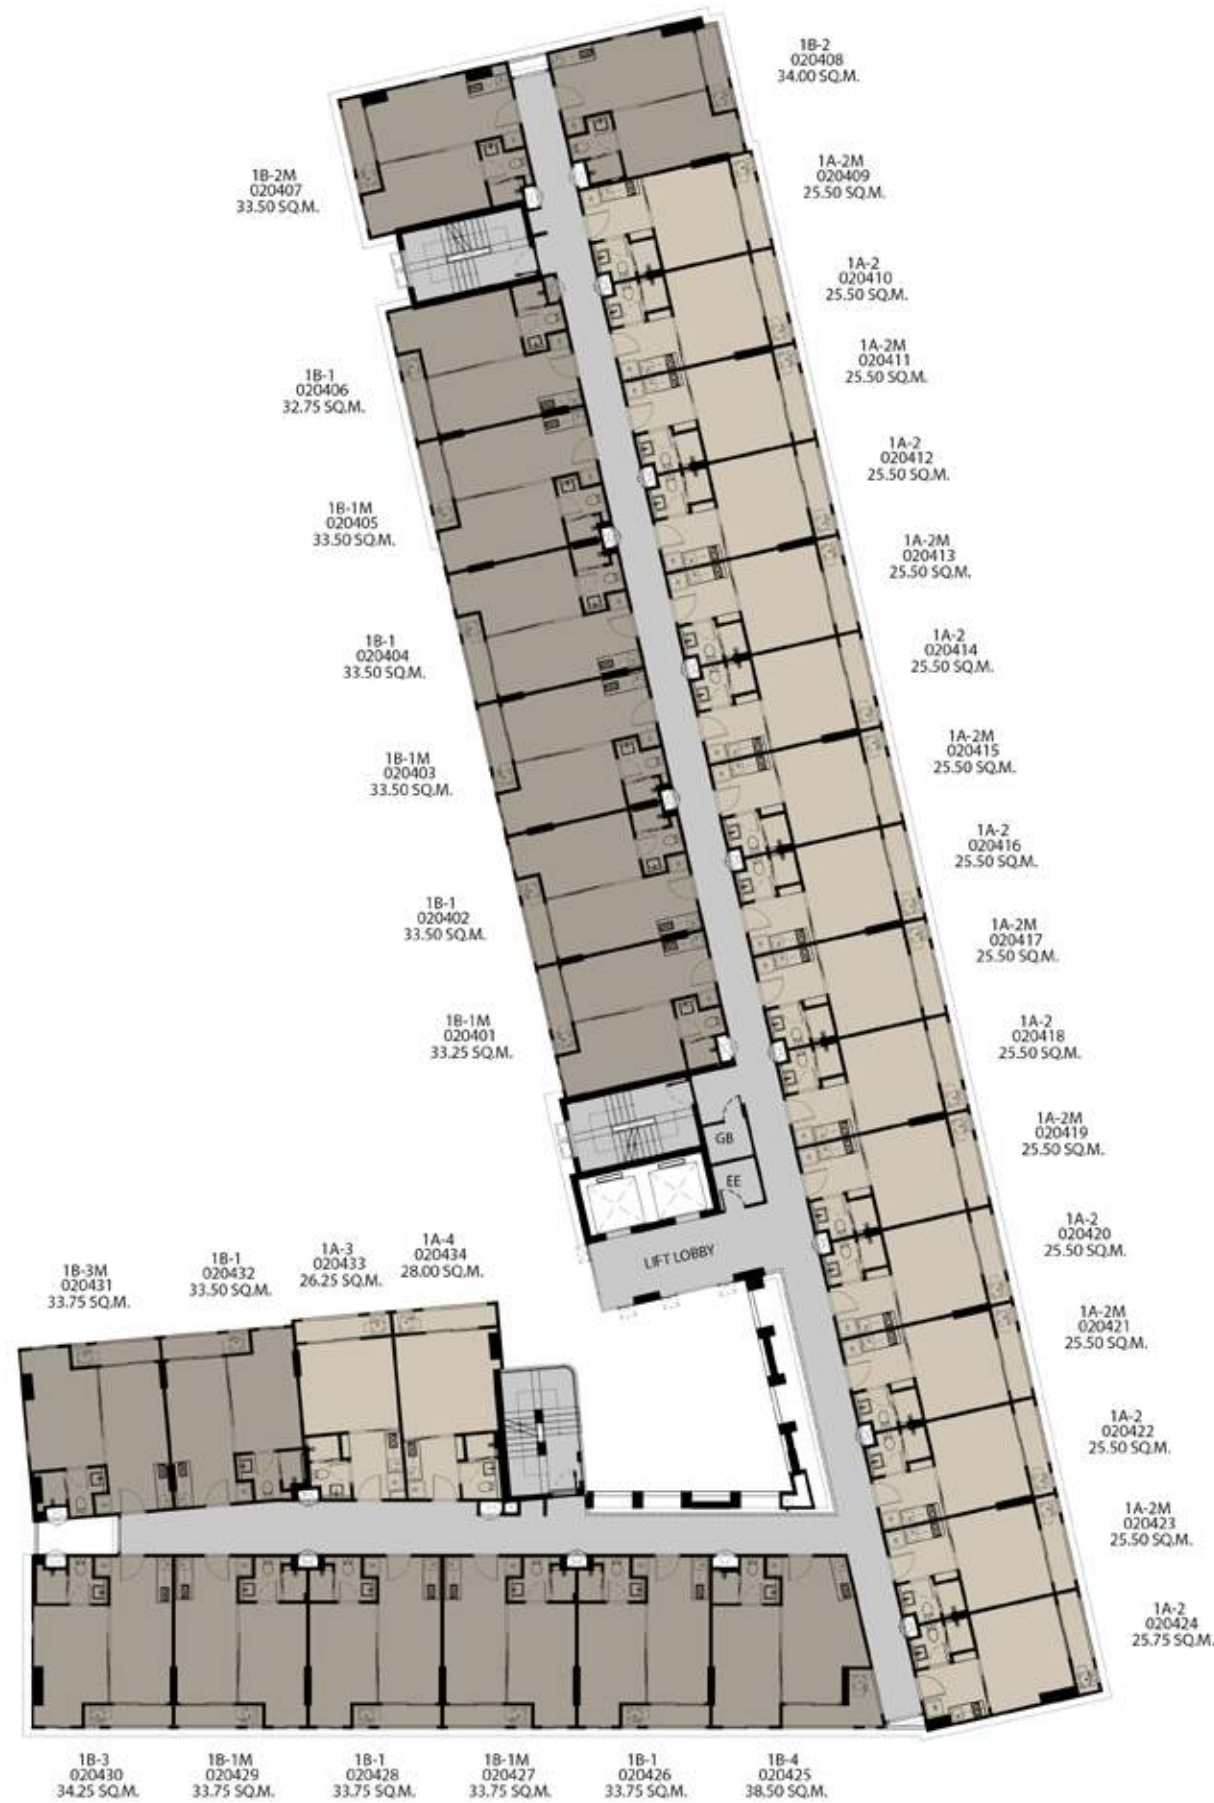 1B-2
020408
34.00 SQ.M.
1B-2M
020407
33.50 SQ.M.
1A-2M
020409
25.50 SQ.M.
1A-2
020410
25.50 SQ.M.
1A-2M
020411
25.50 SQ.M.
1B-1
020406
32.75 SQ.M.
1A-2
020412
25.50 SQ.M.
1B-1M
020405
33.50 SQ.M.
1A-2M
020413
25.50 SQ.M.
1B-1
020404
33.50 SQ.M.
1A-2
020414
25.50 SQ.M.
1B-1M
020403
33.50 SQ.M.
1A-2M
020415
25.50 SQ.M.
1A-2
020416
25.50 SQ.M.
1B-1
020402
33.50 SQ.M.
1A-2M
020417
25.50 SQ.M.
1B-1M
020401
33.25 SQ.M.
1A-2
020418
25.50 SQ.M.
1A-2M
020419
25.50 SQ.M.
GB
EE
LIFT LOBBY
1A-2
020420
25.50 SQ.M.
1B-3M
020431
33.75 SQ.M.
1B-1
020432
33.50 SQ.M.
1A-3
020433
26.25 SQ.M.
1A-4
020434
28.00 SQ.M.
1A-2M
020421
25.50 SQ.M.
1A-2
020422
25.50 SQ.M.
1A-2M
020423
25.50 SQ.M.
1A-2
020424
25.75 SQ.M.
1B-3
020430
34.25 SQ.M.
1B-1M
020429
33.75 SQ.M.
1B-1
020428
33.75 SQ.M.
1B-1M
020427
33.75 SQ.M.
1B-1
020426
33.75 SQ.M.
1B-4
020425
38.50 SQ.M.